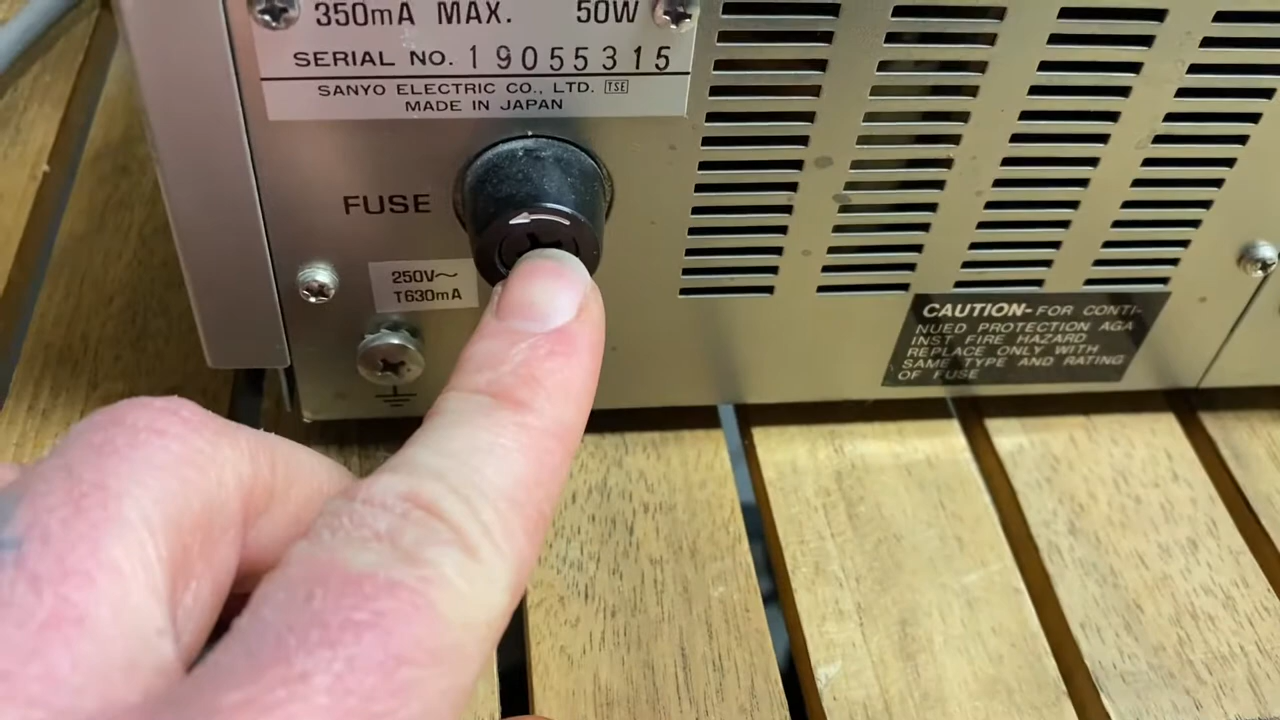 350mA MAX. 50W
SERIAL NO. 19055315
SANYO ELECTRIC CO., LTD. TSE
MADE IN JAPAN
FUSE
250V~
T630mA
CAUTION-FOR CONTI-
NUED PROTECTION AGA
INST FIRE HAZARD
REPLACE ONLY WITH
SAME TYPE AND RATING
OF FUSE